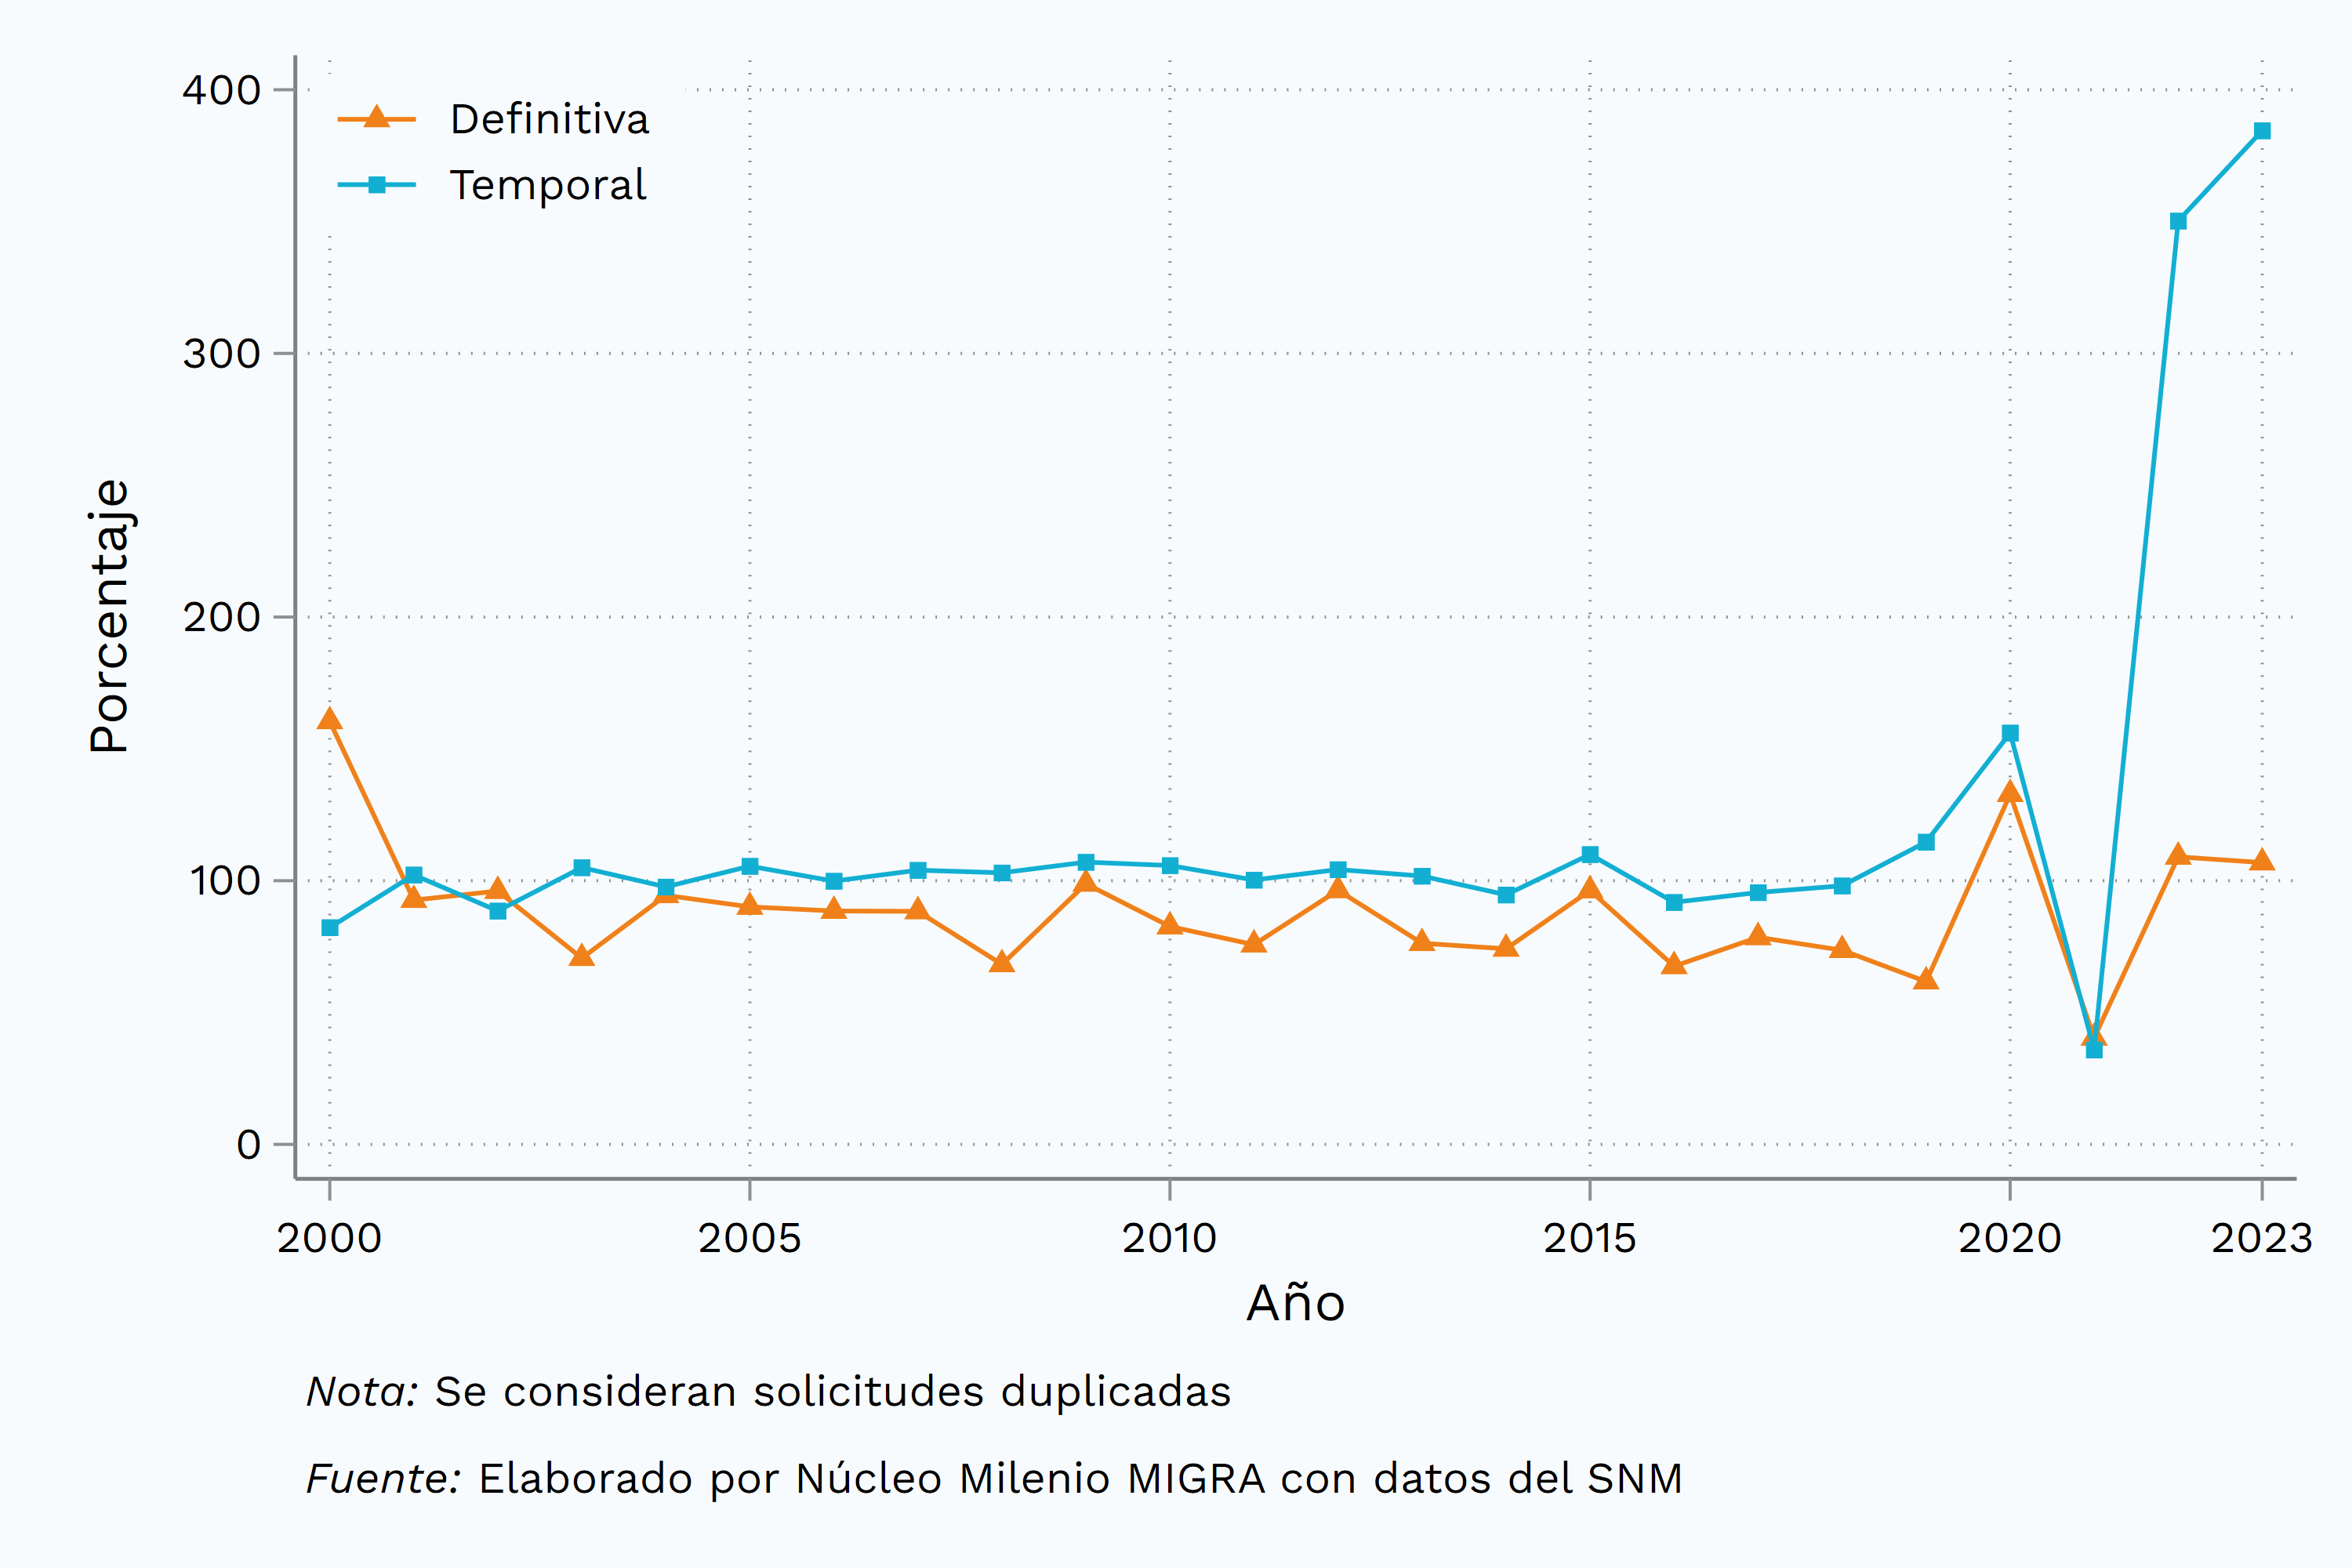 400
Definitiva
Temporal
300
200
100
0
Porcentaje
2000 2005 2010 2015 2020 2023
Año
Nota: Se consideran solicitudes duplicadas
Fuente: Elaborado por Núcleo Milenio MIGRA con datos del SNM